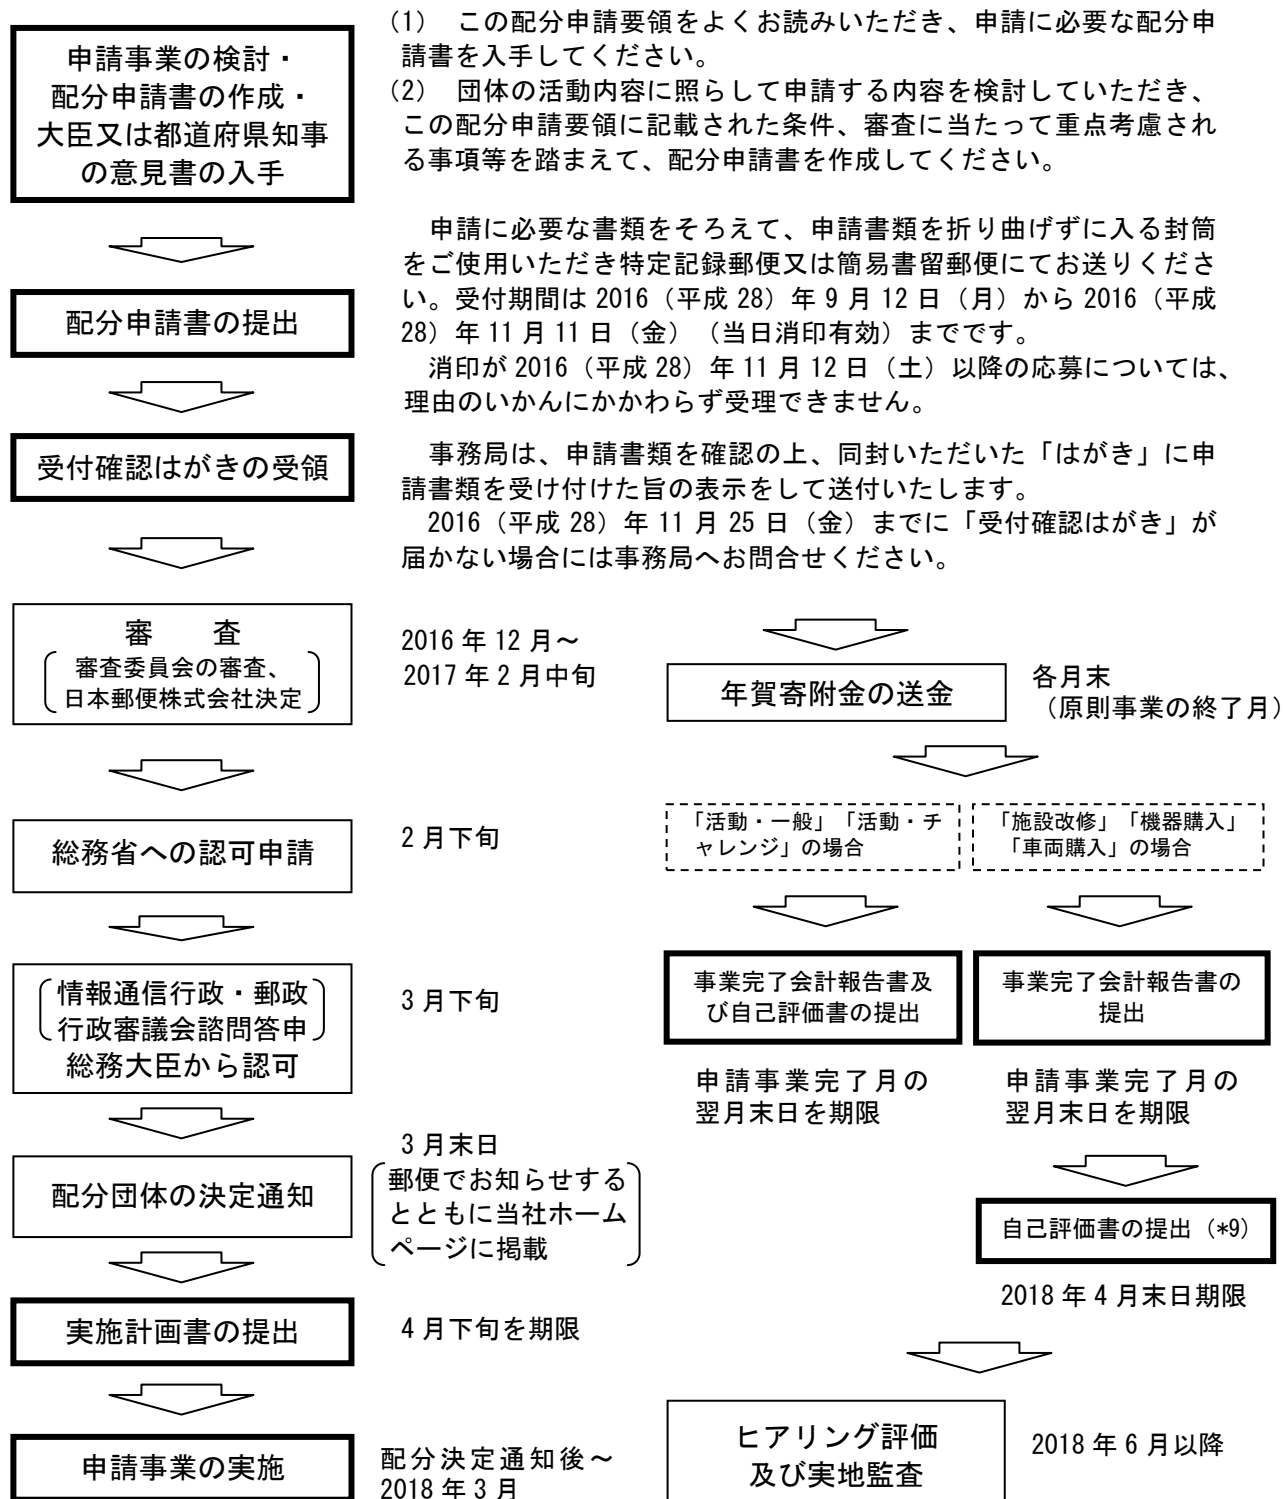 申請事業の検討・
配分申請書の作成・
大臣又は都道府県知事
の意見書の入手
(1)　この配分申請要領をよくお読みいただき、申請に必要な配分申
請書を入手してください。
(2)　団体の活動内容に照らして申請する内容を検討していただき、
この配分申請要領に記載された条件、審査に当たって重点考慮され
る事項等を踏まえて、配分申請書を作成してください。
配分申請書の提出
申請に必要な書類をそろえて、申請書類を折り曲げずに入る封筒
をご使用いただき特定記録郵便又は簡易書留郵便にてお送りくださ
い。受付期間は 2016（平成 28）年 9 月 12 日（月）から 2016（平成
28）年 11 月 11 日（金）（当日消印有効）までです。
消印が 2016（平成 28）年 11 月 12 日（土）以降の応募については、
理由のいかんにかかわらず受理できません。
受付確認はがきの受領
事務局は、申請書類を確認の上、同封いただいた「はがき」に申
請書類を受け付けた旨の表示をして送付いたします。
2016（平成 28）年 11 月 25 日（金）までに「受付確認はがき」が
届かない場合には事務局へお問合せください。
審　　査
審査委員会の審査、
日本郵便株式会社決定
2016 年 12 月～
2017 年 2 月中旬
総務省への認可申請
2 月下旬
情報通信行政・郵政
行政審議会諮問答申
総務大臣から認可
3 月下旬
配分団体の決定通知
3 月末日
郵便でお知らせする
とともに当社ホーム
ページに掲載
実施計画書の提出
4 月下旬を期限
申請事業の実施
配分決定通知後～
2018 年 3 月
年賀寄附金の送金
各月末
（原則事業の終了月）
「活動・一般」「活動・チ
ャレンジ」の場合
「施設改修」「機器購入」
「車両購入」の場合
事業完了会計報告書及
び自己評価書の提出
事業完了会計報告書の
提出
申請事業完了月の
翌月末日を期限
申請事業完了月の
翌月末日を期限
自己評価書の提出（*9）
2018 年 4 月末日期限
ヒアリング評価
及び実地監査
2018 年 6 月以降